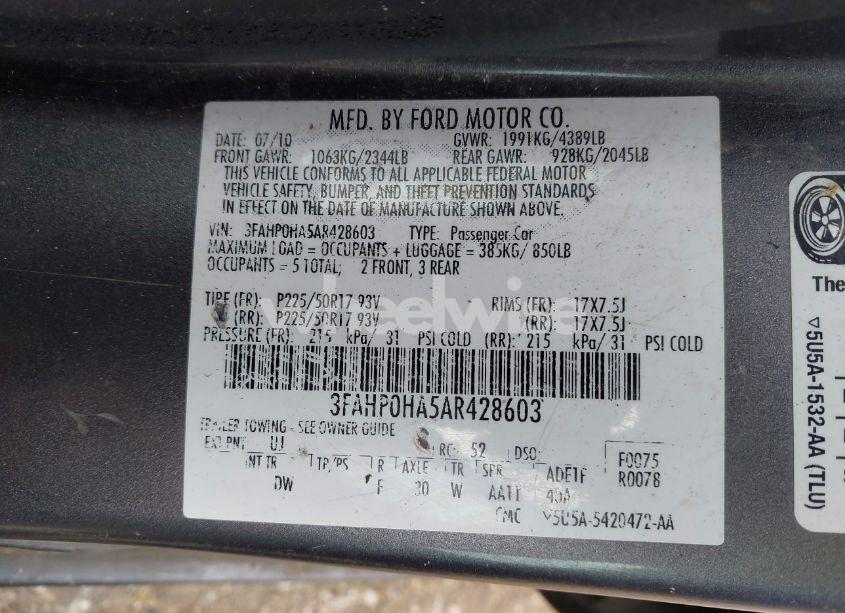 MFD. BY FORD MOTOR CO.
DATE: 07/10 GVWR: 1991KG/4389LB
FRONT GAWR: 1063KG/2344LB REAR GAWR: 928KG/2045LB
THIS VEHICLE CONFORMS TO ALL APPLICABLE FEDERAL MOTOR
VEHICLE SAFETY, BUMPER, AND THEFT PREVENTION STANDARDS
IN EFFECT ON THE DATE OF MANUFACTURE SHOWN ABOVE.
VIN: 3FAHP0HA5AR428603 TYPE: Passenger Car
MAXIMUM LOAD = OCCUPANTS + LUGGAGE = 385KG/ 850LB
OCCUPANTS = 5 TOTAL; 2 FRONT, 3 REAR
TIRE (FR): P225/50R17 93V RIMS (FR): 17X7.5J
(RR): P225/50R17 93V (RR): 17X7.5J
PRESSURE (FR): 215 kPa/ 31 PSI COLD (RR): 215 kPa/ 31 PSI COLD
wheelwire
3FAHP0HA5AR428603
TRAILER TOWING - SEE OWNER GUIDE
EXT PNT UJ RC: 52 DSO: F0075
INT TR TP/PS R AXLE TR SPR ADE1F R0078
DW F 30 W
CMC ▽5U5A-5420472-AA
The
▽5U5A-1532-AA (TLU)